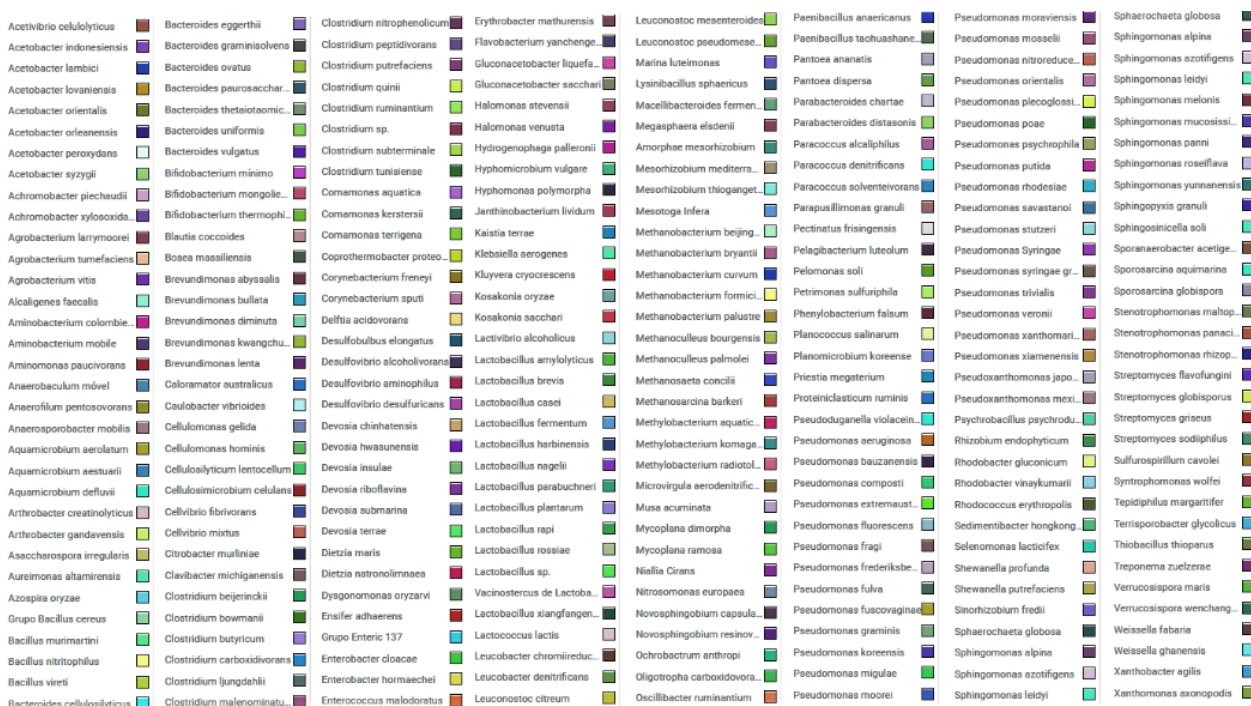 Acetivibrio celulolyticus
Acetobacter indonesiensis
Acetobacter lambici
Acetobacter lovaniensis
Acetobacter orientalis
Acetobacter orleanensis
Acetobacter peroxydans
Acetobacter syzygii
Achromobacter piechaudii
Achromobacter xylosoxida...
Agrobacterium larrymoorei
Agrobacterium tumefaciens
Agrobacterium vitis
Alcaligenes faecalis
Aminobacterium colombie...
Aminobacterium mobile
Aminomonas paucivorans
Anaerobaculum móvel
Anaerofilum pentosovorans
Anaerosporobacter mobilis
Aquamicrobium aerolatum
Aquamicrobium aestuarii
Aquamicrobium defluvii
Arthrobacter creatinolyticus
Arthrobacter gandavensis
Asaccharospora irregularis
Aureimonas altamirensis
Azospira oryzae
Grupo Bacillus cereus
Bacillus murimartini
Bacillus nitritophilus
Bacillus vireti
Bacteroides cellulosilyticus
Bacteroides eggerthii
Bacteroides graminisolvens
Bacteroides ovatus
Bacteroides paurosacchar...
Bacteroides thetaiotaomic...
Bacteroides uniformis
Bacteroides vulgatus
Bifidobacterium mínimo
Bifidobacterium mongolie...
Bifidobacterium thermophi...
Blautia coccoides
Bosea massiliensis
Brevundimonas abyssalis
Brevundimonas bullata
Brevundimonas diminuta
Brevundimonas kwangchu...
Brevundimonas lenta
Caloramator australicus
Caulobacter vibrioides
Cellulomonas gelida
Cellulomonas hominis
Cellulosilyticum lentocellum
Cellulosimicrobium celulans
Cellvibrio fibrivorans
Cellvibrio mixtus
Citrobacter murliniae
Clavibacter michiganensis
Clostridium beijerinckii
Clostridium bowmanii
Clostridium butyricum
Clostridium carboxidivorans
Clostridium ljungdahlii
Clostridium malenominatu...
Clostridium nitrophenolicum
Clostridium peptidivorans
Clostridium putrefaciens
Clostridium quinii
Clostridium ruminantium
Clostridium sp.
Clostridium subterminale
Clostridium tunisiense
Comamonas aquatica
Comamonas kerstersii
Comamonas terrigena
Coprothermobacter proteo...
Corynebacterium freneyi
Corynebacterium sputi
Delftia acidovorans
Desulfobulbus elongatus
Desulfovibrio alcoholivorans
Desulfovibrio aminophilus
Desulfovibrio desulfuricans
Devosia chinhatensis
Devosia hwasunensis
Devosia insulae
Devosia riboflavina
Devosia submarina
Devosia terrae
Dietzia maris
Dietzia natronolimnaea
Dysgonomonas oryzarvi
Ensifer adhaerens
Grupo Enteric 137
Enterobacter cloacae
Enterobacter hormaechei
Enterococcus malodoratus
Erythrobacter mathurensis
Flavobacterium yanchenge...
Gluconacetobacter liquefa...
Gluconacetobacter sacchari
Halomonas stevensii
Halomonas venusta
Hydrogenophaga palleronii
Hyphomicrobium vulgare
Hyphomonas polymorpha
Janthinobacterium lividum
Kaistia terrae
Klebsiella aerogenes
Kluyvera cryocrescens
Kosakonia oryzae
Kosakonia sacchari
Lactivibrio alcoholicus
Lactobacillus amylolyticus
Lactobacillus brevis
Lactobacillus casei
Lactobacillus fermentum
Lactobacillus harbinensis
Lactobacillus nagelii
Lactobacillus parabuchneri
Lactobacillus plantarum
Lactobacillus rapi
Lactobacillus rossiae
Lactobacillus sp.
Vacinostercus de Lactoba...
Lactobacillus xiangfangen...
Lactococcus lactis
Leucobacter chromiireduc...
Leucobacter denitrificans
Leuconostoc citreum
Leuconostoc mesenteroides
Leuconostoc pseudomese...
Marina luteimonas
Lysinibacillus sphaericus
Macellibacteroides fermen...
Megasphaera elsdenii
Amorphae mesorhizobium
Mesorhizobium mediterra...
Mesorhizobium thioganget...
Mesotoga Infera
Methanobacterium beijing...
Methanobacterium bryantii
Methanobacterium curvum
Methanobacterium formici...
Methanobacterium palustre
Methanoculleus bourgensis
Methanoculleus palmolei
Methanosaeta concilii
Methanosarcina barkeri
Methylobacterium aquatic...
Methylobacterium komaga...
Methylobacterium radiotol...
Microvirgula aerodenitrific...
Musa acuminata
Mycoplana dimorpha
Mycoplana ramosa
Niallia Cirans
Nitrosomonas europaea
Novosphingobium capsula...
Novosphingobium resinov...
Ochrobactrum anthropi
Oligotropha carboxidovora...
Oscillibacter ruminantium
Paenibacillus anaericanus
Paenibacillus taohuashane...
Pantoea ananatis
Pantoea dispersa
Parabacteroides chartae
Parabacteroides distasonis
Paracoccus alcaliphilus
Paracoccus denitrificans
Paracoccus solventeivorans
Parapusillimonas granuli
Pectinatus frisingensis
Pelagibacterium luteolum
Pelomonas soli
Petrimonas sulfuriphila
Phenylobacterium falsum
Planococcus salinarum
Planomicrobium koreense
Priestia megaterium
Proteiniclasticum ruminis
Pseudoduganella violacein...
Pseudomonas aeruginosa
Pseudomonas bauzanensis
Pseudomonas composti
Pseudomonas extremaust...
Pseudomonas fluorescens
Pseudomonas fragi
Pseudomonas frederiksbe...
Pseudomonas fulva
Pseudomonas fuscovaginae
Pseudomonas graminis
Pseudomonas koreensis
Pseudomonas migulae
Pseudomonas moorei
Pseudomonas moraviensis
Pseudomonas mosselii
Pseudomonas nitroreduce...
Pseudomonas orientalis
Pseudomonas plecoglossi...
Pseudomonas poae
Pseudomonas psychrophila
Pseudomonas putida
Pseudomonas rhodesiae
Pseudomonas savastanoi
Pseudomonas stutzeri
Pseudomonas Syringae
Pseudomonas syringae gr...
Pseudomonas trivialis
Pseudomonas veronii
Pseudomonas xanthomari...
Pseudomonas xiamenensis
Pseudoxanthomonas japo...
Pseudoxanthomonas mexi...
Psychrobacillus psychrodu...
Rhizobium endophyticum
Rhodobacter gluconicum
Rhodobacter vinaykumarii
Rhodococcus erythropolis
Sedimentibacter hongkong...
Selenomonas lacticifex
Shewanella profunda
Shewanella putrefaciens
Sinorhizobium fredii
Sphaerochaeta globosa
Sphingomonas alpina
Sphingomonas azotifigens
Sphingomonas leidyi
Sphaerochaeta globosa
Sphingomonas alpina
Sphingomonas azotifigens
Sphingomonas leidyi
Sphingomonas melonis
Sphingomonas mucosissi...
Sphingomonas panni
Sphingomonas roseiflava
Sphingomonas yunnanensis
Sphingopyxis granuli
Sphingosinicella soli
Sporanaerobacter acetige...
Sporosarcina aquimarina
Sporosarcina globispora
Stenotrophomonas maltop...
Stenotrophomonas panaci...
Stenotrophomonas rhizop...
Streptomyces flavofungini
Streptomyces globisporus
Streptomyces griseus
Streptomyces sodiiphilus
Sulfurospirillum cavolei
Syntrophomonas wolfei
Tepidiphilus margaritifer
Terrisporobacter glycolicus
Thiobacillus thioparus
Treponema zuelzerae
Verrucosispora maris
Verrucosispora wenchang...
Weissella fabaria
Weissella ghanensis
Xanthobacter agilis
Xanthomonas axonopodis